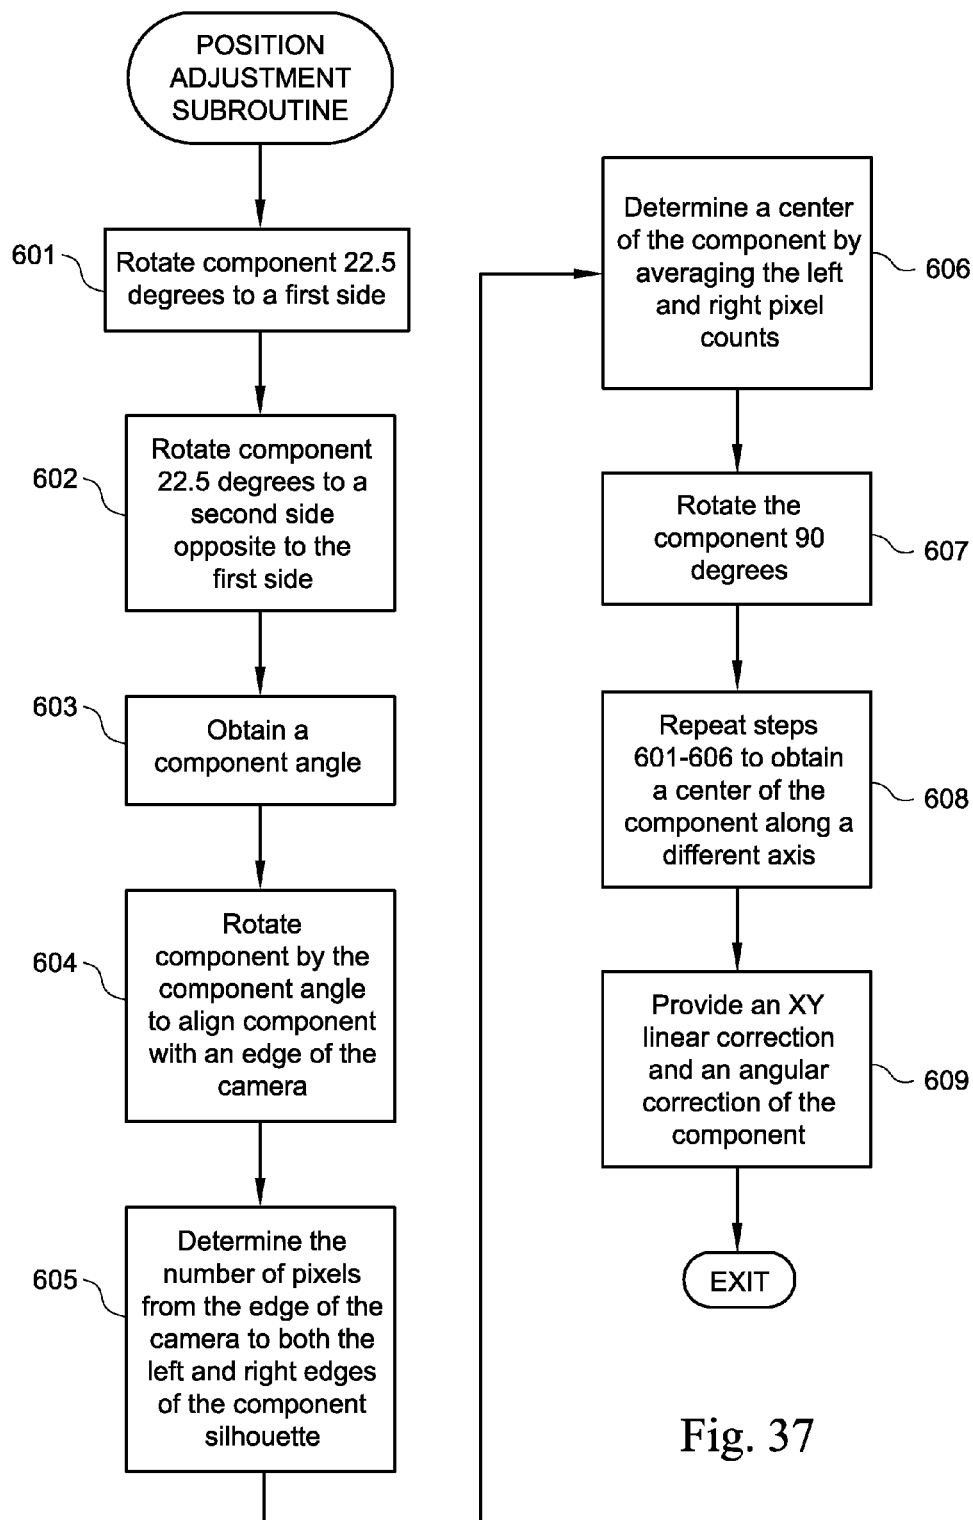 POSITION
ADJUSTMENT
SUBROUTINE
601
Rotate component 22.5
degrees to a first side
602
Rotate component
22.5 degrees to a
second side
opposite to the
first side
603
Obtain a
component angle
604
Rotate
component by the
component angle
to align component
with an edge of the
camera
605
Determine the
number of pixels
from the edge of the
camera to both the
left and right edges
of the component
silhouette
Determine a center
of the component by
averaging the left
and right pixel
counts
606
Rotate the
component 90
degrees
607
Repeat steps
601-606 to obtain
a center of the
component along a
different axis
608
Provide an XY
linear correction
and an angular
correction of the
component
609
EXIT
Fig. 37